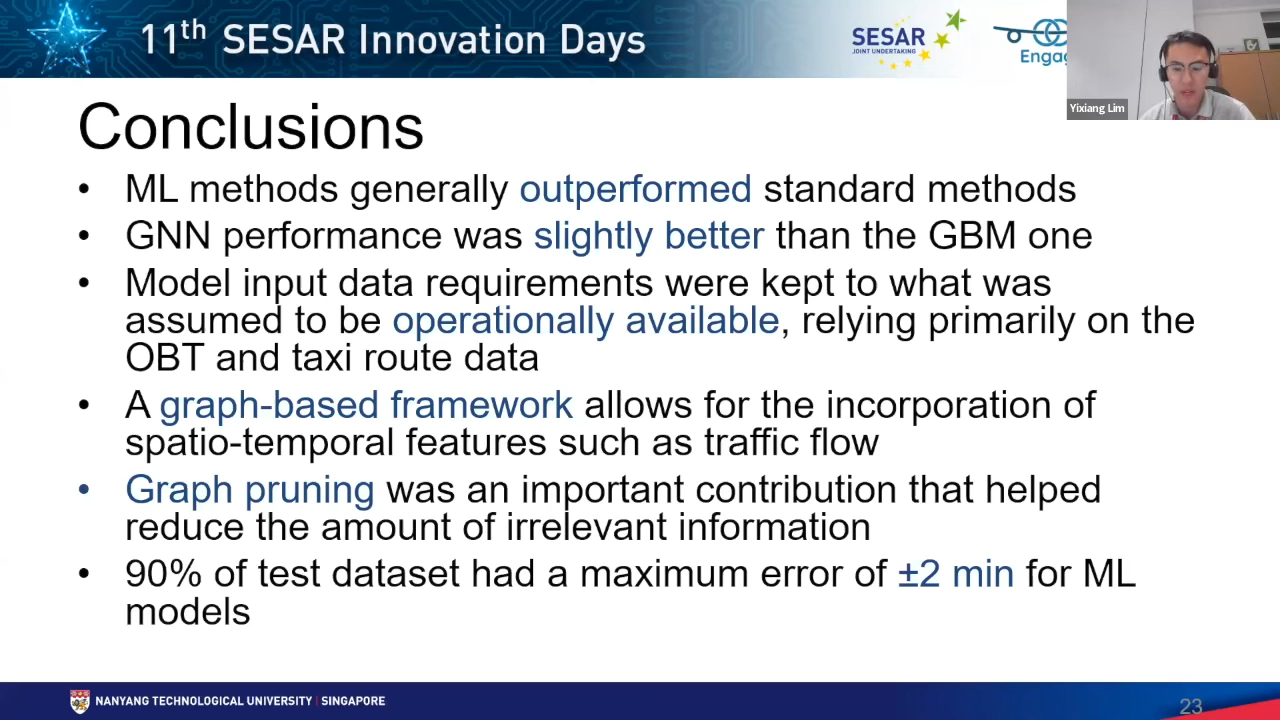 11th SESAR Innovation Days
SESAR
JOINT UNDERTAKING
Engag
Yixiang Lim
Conclusions
• ML methods generally outperformed standard methods
• GNN performance was slightly better than the GBM one
• Model input data requirements were kept to what was
assumed to be operationally available, relying primarily on the
OBT and taxi route data
• A graph-based framework allows for the incorporation of
spatio-temporal features such as traffic flow
• Graph pruning was an important contribution that helped
reduce the amount of irrelevant information
• 90% of test dataset had a maximum error of ±2 min for ML
models
NANYANG TECHNOLOGICAL UNIVERSITY | SINGAPORE
23